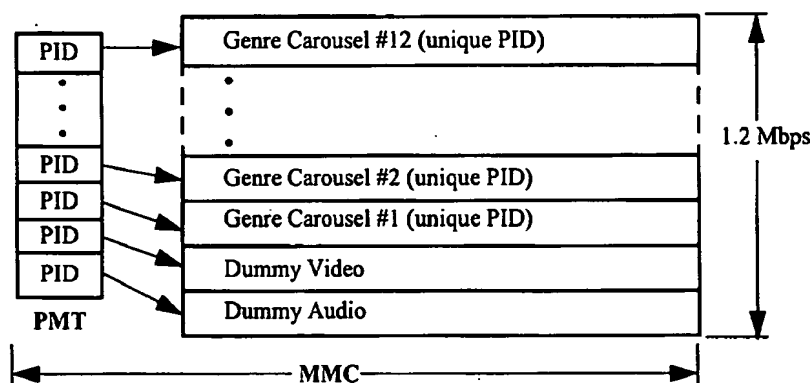 PID
Genre Carousel #12 (unique PID)
1.2 Mbps
PID
Genre Carousel #2 (unique PID)
PID
Genre Carousel #1 (unique PID)
PID
Dummy Video
PID
Dummy Audio
PMT
MMC